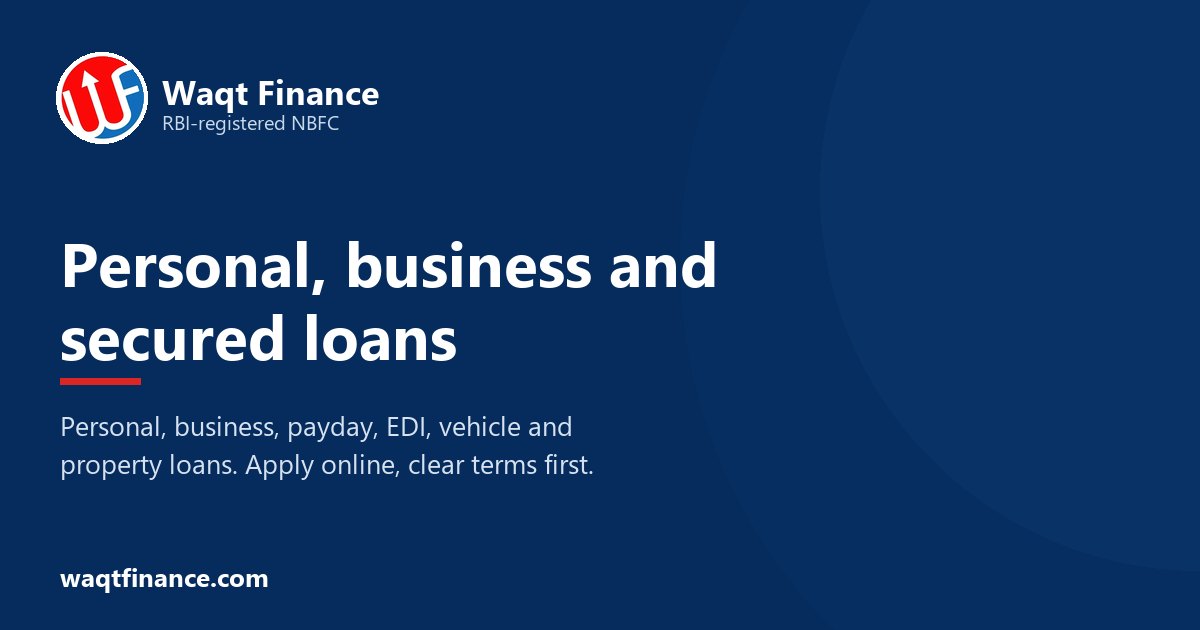 WF
Waqt Finance
RBI-registered NBFC
Personal, business and
secured loans
Personal, business, payday, EDI, vehicle and
property loans. Apply online, clear terms first.
waqtfinance.com